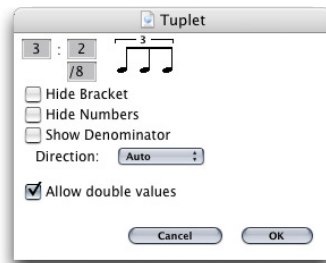 Tuplet
3 : 2
3
/8
Hide Bracket
Hide Numbers
Show Denominator
Direction: Auto
Allow double values
Cancel OK